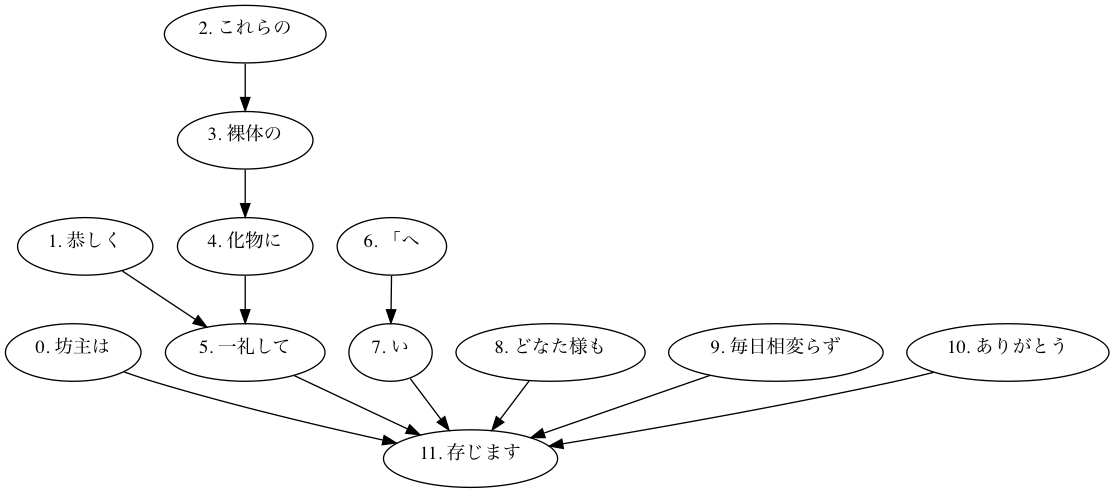 2. これらの
3. 裸体の
1. 恭しく
4. 化物に
6. 「へ
0. 坊主は
5. 一礼して
7. い
8. どなた様も
9. 毎日相変らず
10. ありがとう
11. 存じます